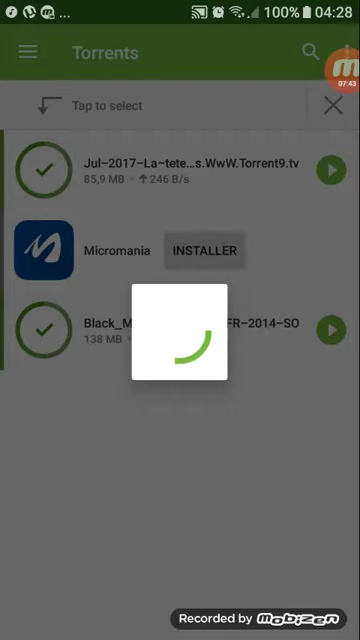 100% 04:28
Torrents
07:43
Tap to select
Jul-2017-La-tete...s.WwW.Torrent9.tv
85,9 MB • 246 B/s
Micromania INSTALLER
Black_M FR-2014-SO
138 MB
Recorded by Mobizen